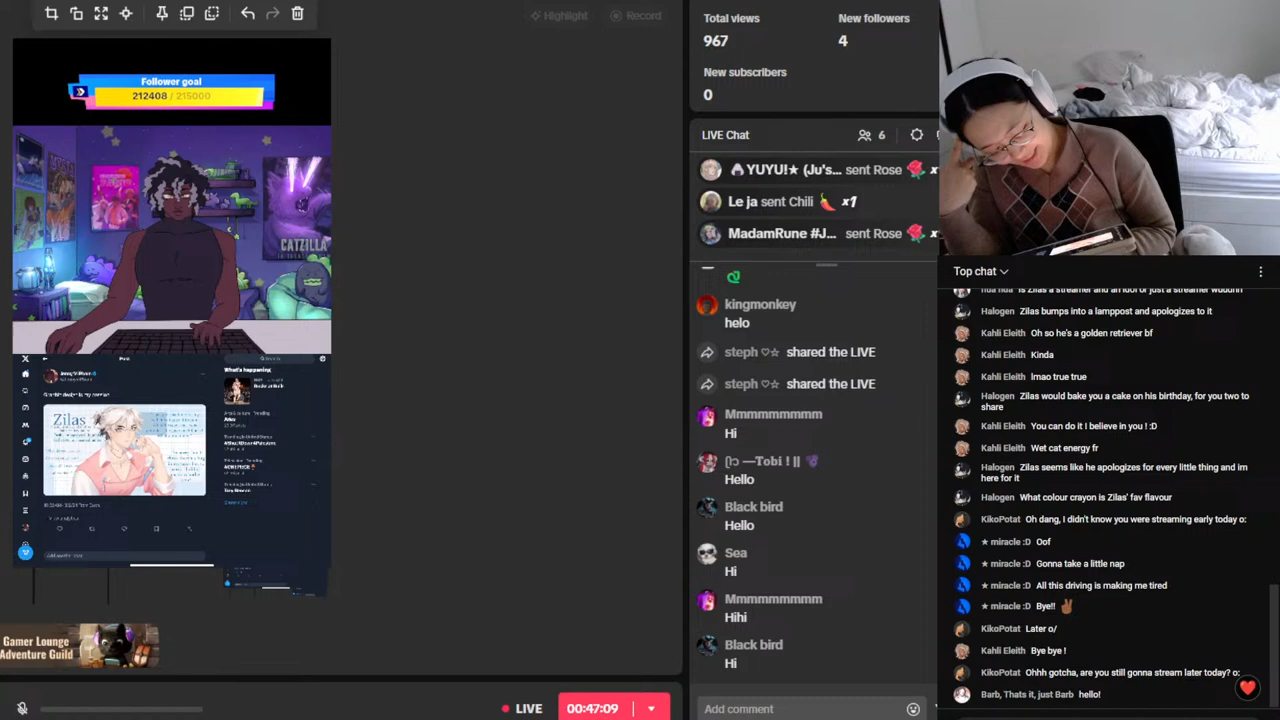 Highlight
Record
Follower goal
212408 / 215000
CATZILLA
Post
What's happening
Zilas
Gamer Lounge
Adventure Guild
LIVE
00:47:09
Total views
967
New followers
4
New subscribers
0
LIVE Chat
6
YUYU!★ (Ju's... sent Rose
Le ja sent Chili 🌶️ x1
MadamRune #J... sent Rose
kingmonkey
helo
steph ♡☆ shared the LIVE
steph ♡☆ shared the LIVE
Mmmmmmmmm
Hi
—Tobi ! ||
Hello
Black bird
Hello
Sea
Hi
Mmmmmmmmm
Hihi
Black bird
Hi
Add comment
Top chat
Halogen Zilas bumps into a lamppost and apologizes to it
Kahli Eleith Oh so he's a golden retriever bf
Kahli Eleith Kinda
Kahli Eleith lmao true true
Halogen Zilas would bake you a cake on his birthday, for you two to
share
Kahli Eleith You can do it I believe in you ! :D
Kahli Eleith Wet cat energy fr
Halogen Zilas seems like he apologizes for every little thing and im
here for it
Halogen What colour crayon is Zilas' fav flavour
KikoPotat Oh dang, I didn't know you were streaming early today o:
★ miracle :D Oof
★ miracle :D Gonna take a little nap
★ miracle :D All this driving is making me tired
★ miracle :D Bye!! ✌🏾
KikoPotat Later o/
Kahli Eleith Bye bye !
KikoPotat Ohhh gotcha, are you still gonna stream later today? o:
Barb, Thats it, just Barb hello!